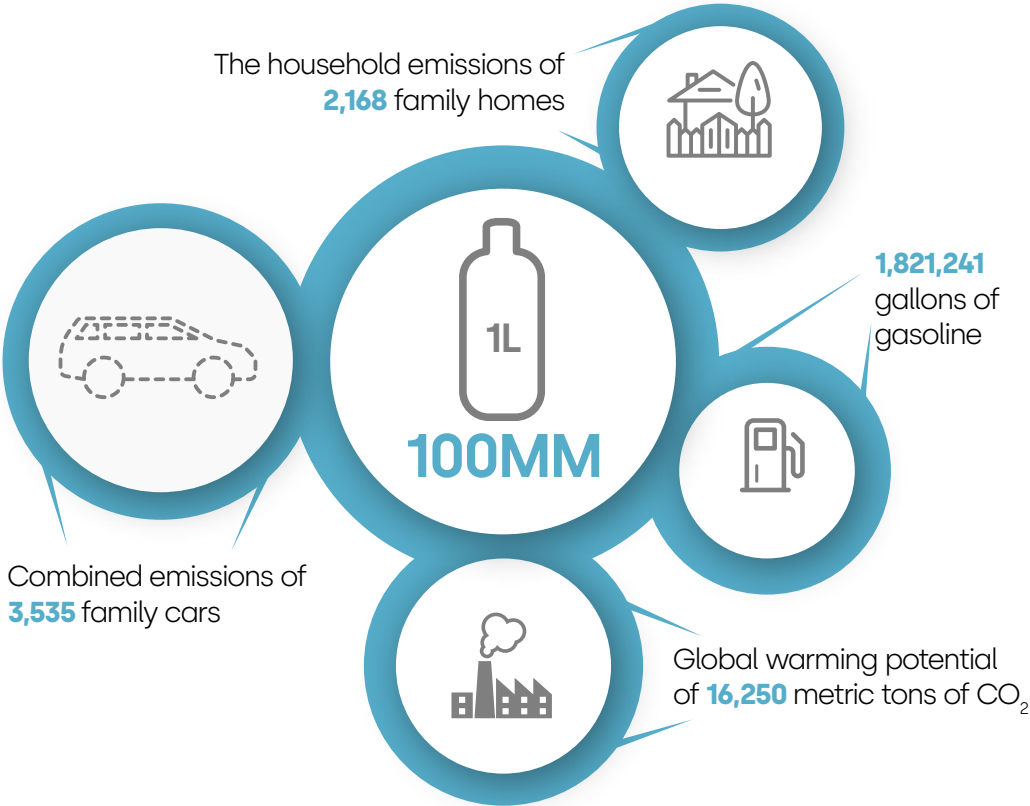 The household emissions of
2,168 family homes
1,821,241
gallons of
gasoline
1L
100MM
Combined emissions of
3,535 family cars
Global warming potential
of 16,250 metric tons of CO₂